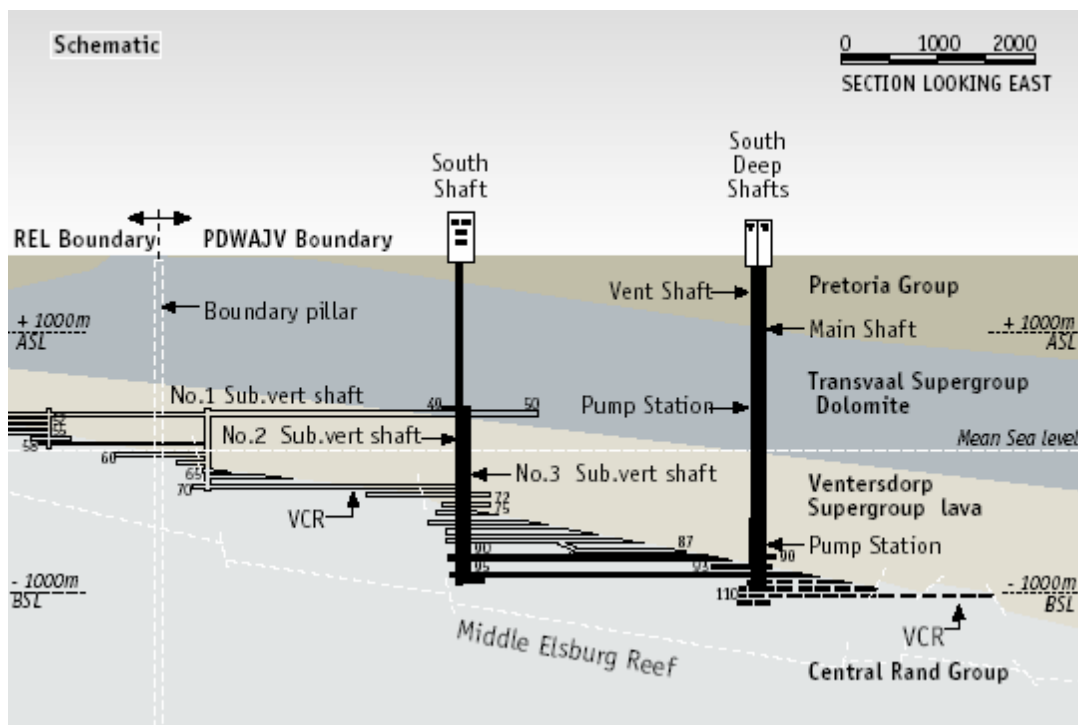 Schematic
0 1000 2000
SECTION LOOKING EAST
South
Shaft
South
Deep
Shafts
REL Boundary
PDWAJV Boundary
Vent Shaft
Pretoria Group
Boundary pillar
+ 1000m
ASL
Main Shaft
+ 1000m
ASL
No.1 Sub.vert shaft
49
50
Pump Station
Transvaal Supergroup
Dolomite
No.2 Sub.vert shaft
58
60
Mean Sea level
65
No.3 Sub.vert shaft
70
VCR
72
75
Ventersdorp
Supergroup lava
87
90
Pump Station
93
95
- 1000m
BSL
110
- 1000m
BSL
VCR
Middle Elsburg Reef
Central Rand Group